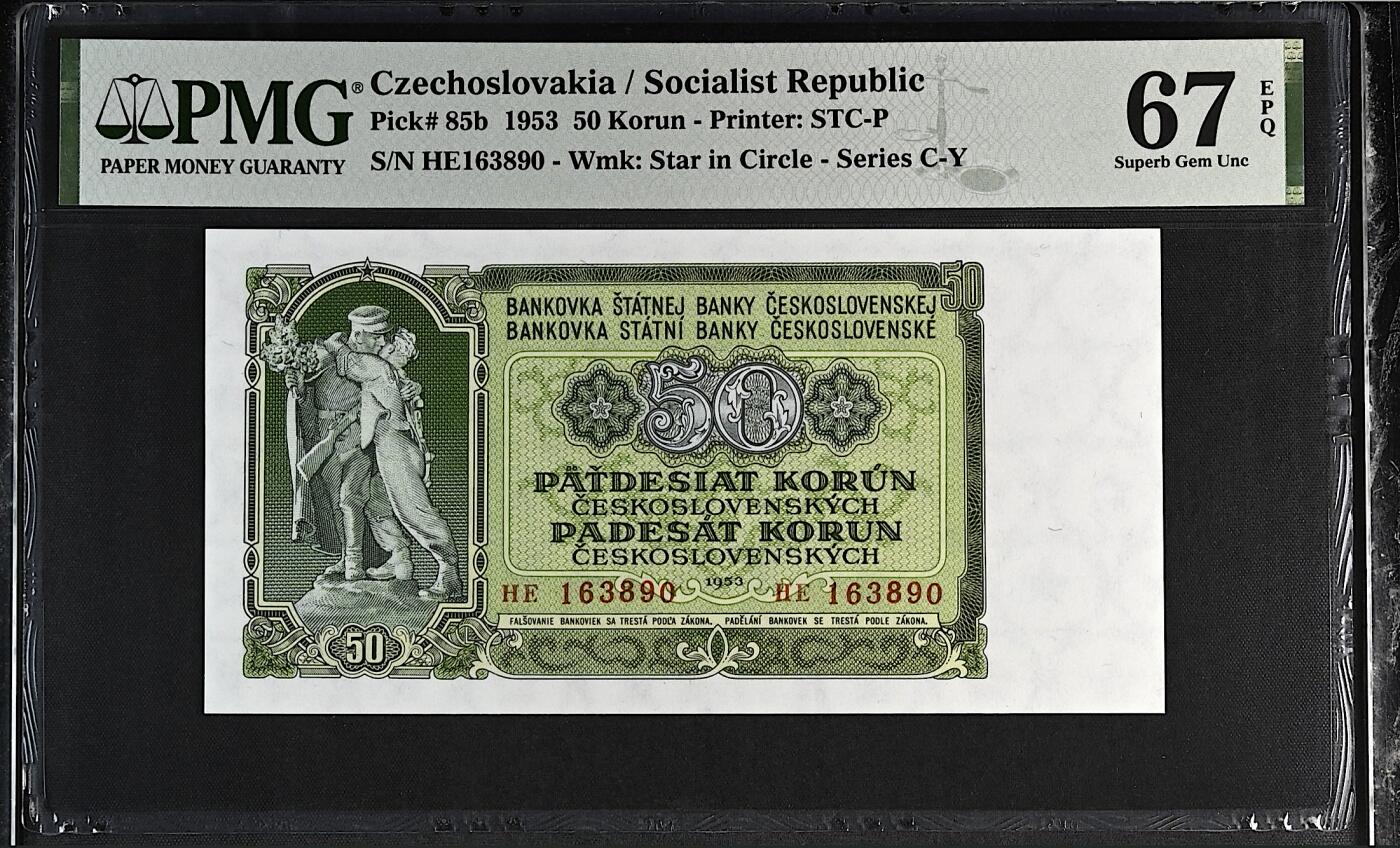 PMG®
PAPER MONEY GUARANTY
Czechoslovakia / Socialist Republic
Pick# 85b 1953 50 Korun - Printer: STC-P
S/N HE163890 - Wmk: Star in Circle - Series C-Y
67
EPQ
Superb Gem Unc
50
BANKOVKA ŠTÁTNEJ BANKY ČESKOSLOVENSKEJ
BANKOVKA STÁTNÍ BANKY ČESKOSLOVENSKÉ
50
PÄŤDESIAT KORÚN
ČESKOSLOVENSKÝCH
PADESÁT KORUN
ČESKOSLOVENSKÝCH
1953
HE 163890 HE 163890
FALŠOVANIE BANKOVIEK SA TRESTÁ PODĽA ZÁKONA. PADĚLÁNÍ BANKOVEK SE TRESTÁ PODLE ZÁKONA.
50